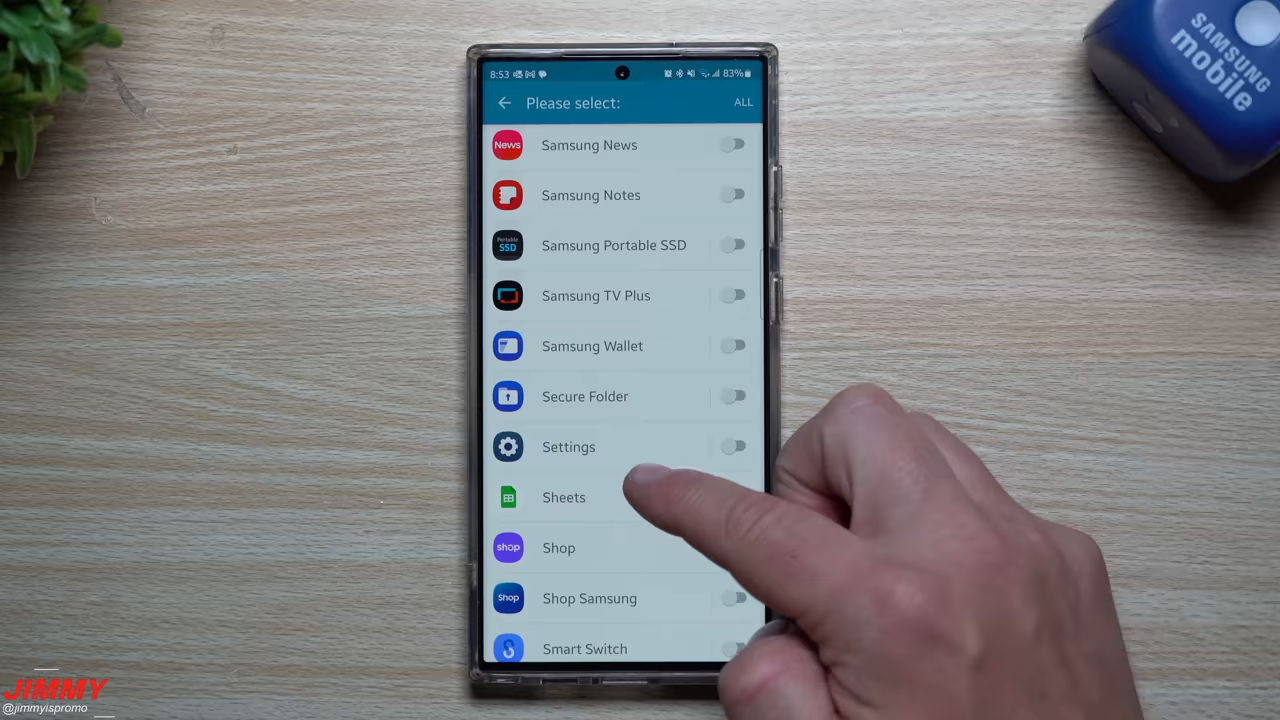 SAMSUNG
mobile
8:53
83%
Please select:
ALL
News
Samsung News
Samsung Notes
Portable
SSD
Samsung Portable SSD
Samsung TV Plus
Samsung Wallet
Secure Folder
Settings
Sheets
shop
Shop
Shop
Shop Samsung
Smart Switch
JIMMY
@jimmyispromo